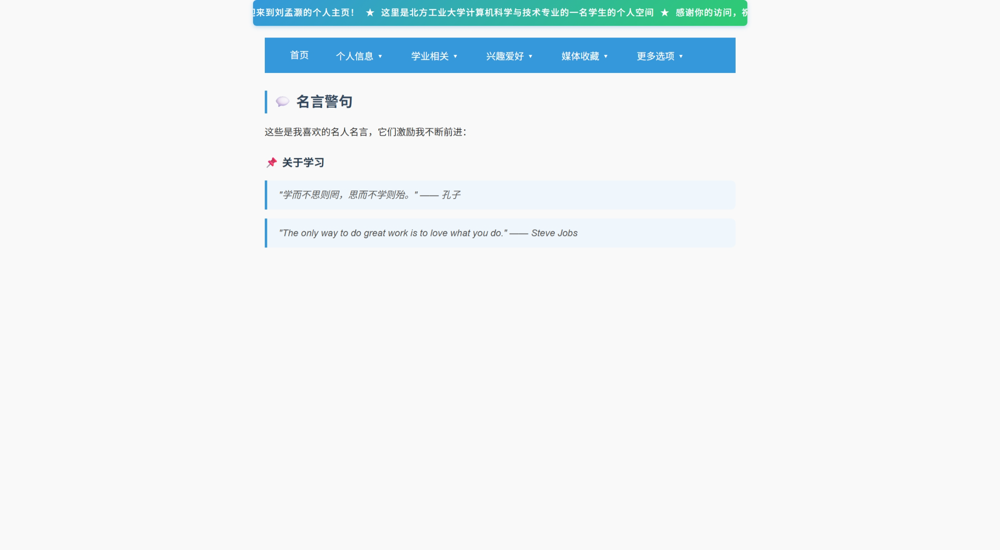 来到刘孟灏的个人主页! ★ 这里是北方工业大学计算机科学与技术专业的一名学生的个人空间 ★ 感谢你的访问,祝
首页 个人信息 ▼ 学业相关 ▼ 兴趣爱好 ▼ 媒体收藏 ▼ 更多选项 ▼
💬 名言警句
这些是我喜欢的名人名言，它们激励我不断前进：
📌 关于学习
"学而不思则罔，思而不学则殆。" —— 孔子
"The only way to do great work is to love what you do." —— Steve Jobs